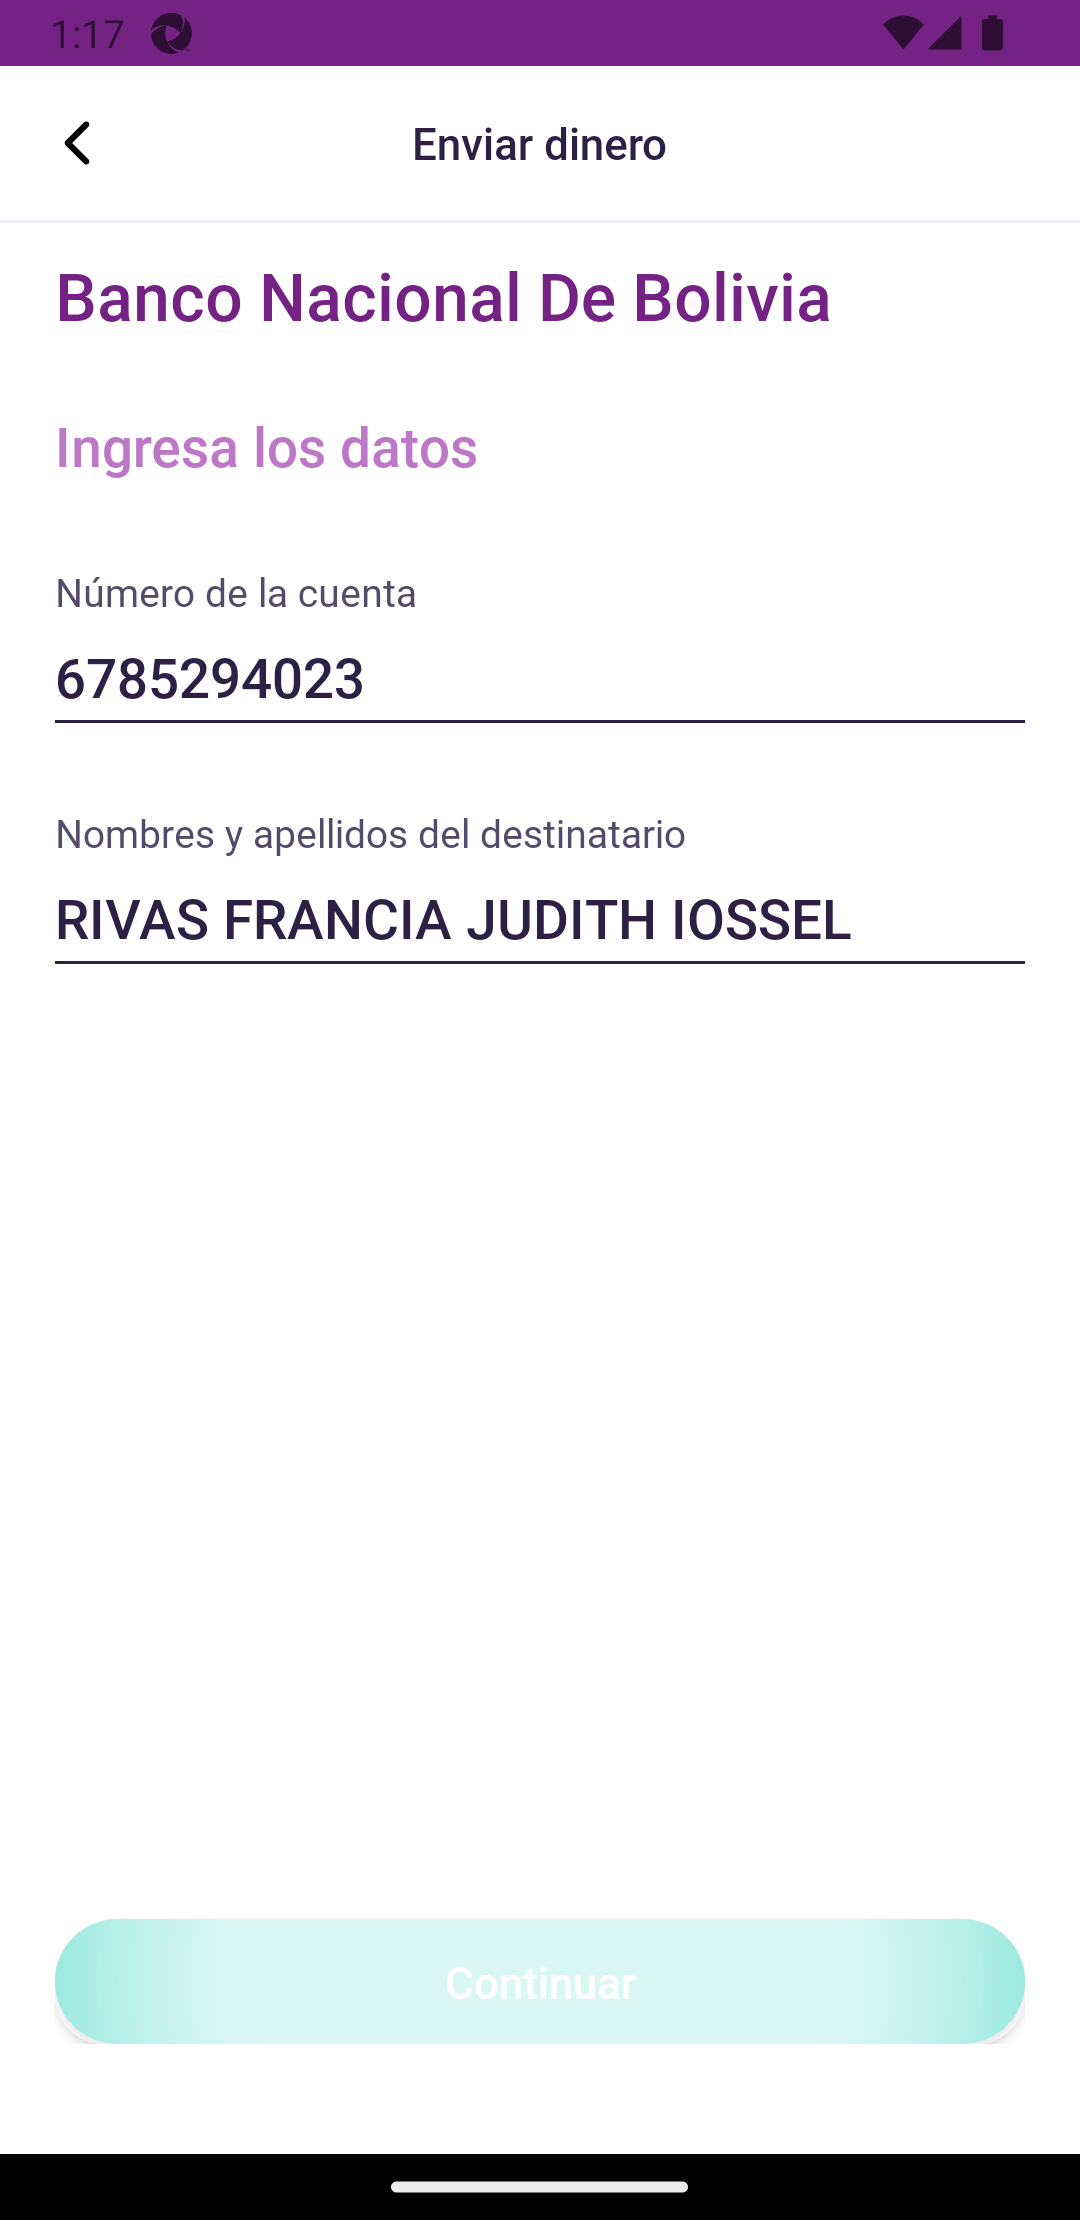 1:17
Enviar dinero
Banco Nacional De Bolivia
Ingresa los datos
Número de la cuenta
6785294023
Nombres y apellidos del destinatario
RIVAS FRANCIA JUDITH IOSSEL
Continuar